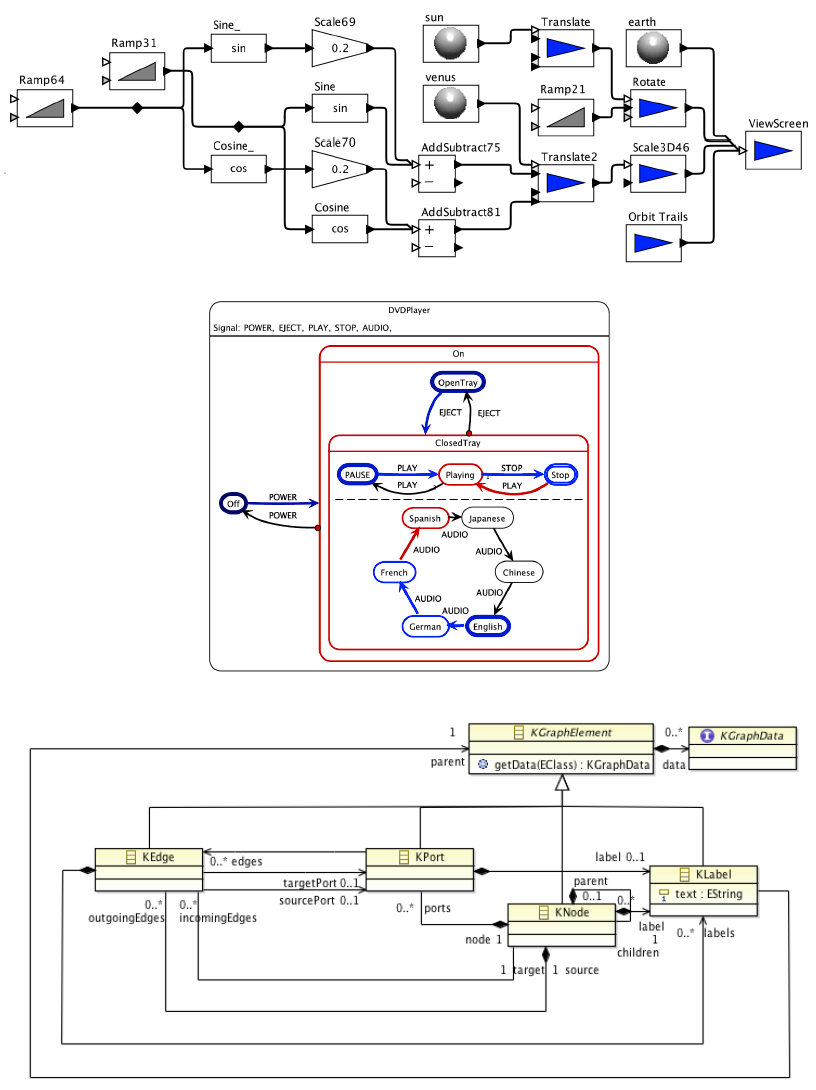 Sine_
Scale69
sun
Translate
earth
sin
0.2
Ramp31
Ramp64
venus
Sine
Ramp21
Rotate
sin
ViewScreen
Cosine_
Scale70
AddSubtract75
Translate2
Scale3D46
cos
0.2
+
−
Cosine
AddSubtract81
Orbit Trails
cos
+
−
DVDPlayer
Signal: POWER, EJECT, PLAY, STOP, AUDIO,
On
OpenTray
EJECT
EJECT
ClosedTray
PLAY
STOP
PAUSE
Playing
Stop
PLAY
PLAY
POWER
Off
POWER
Spanish
Japanese
AUDIO
AUDIO
AUDIO
French
Chinese
AUDIO
AUDIO
AUDIO
German
English
1
KGraphElement
0..*
I KGraphData
parent
getData(EClass) : KGraphData
data
KEdge
0..* edges
KPort
label 0..1
KLabel
targetPort 0..1
parent
text : EString
sourcePort 0..1
0..1
0..*
0..*
0..*
0..* ports
KNode
outgoingEdges
incomingEdges
label
node 1
1
0..* labels
children
1 target
1 source